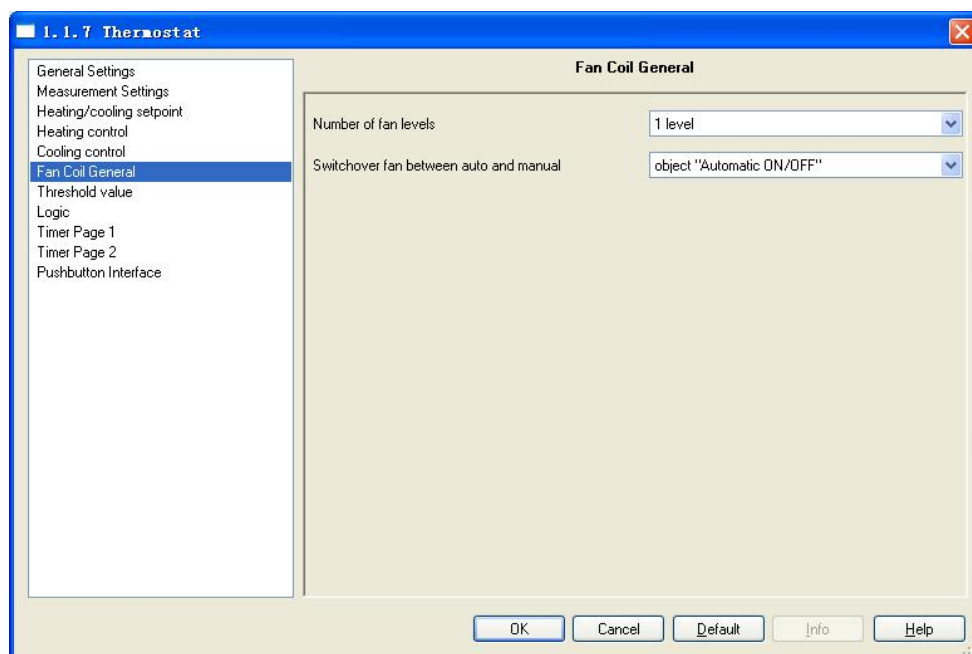 1.1.7 Thermostat
General Settings
Measurement Settings
Heating/cooling setpoint
Heating control
Cooling control
Fan Coil General
Threshold value
Logic
Timer Page 1
Timer Page 2
Pushbutton Interface
Fan Coil General
Number of fan levels
1 level
Switchover fan between auto and manual
object "Automatic ON/OFF"
OK
Cancel
Default
Info
Help